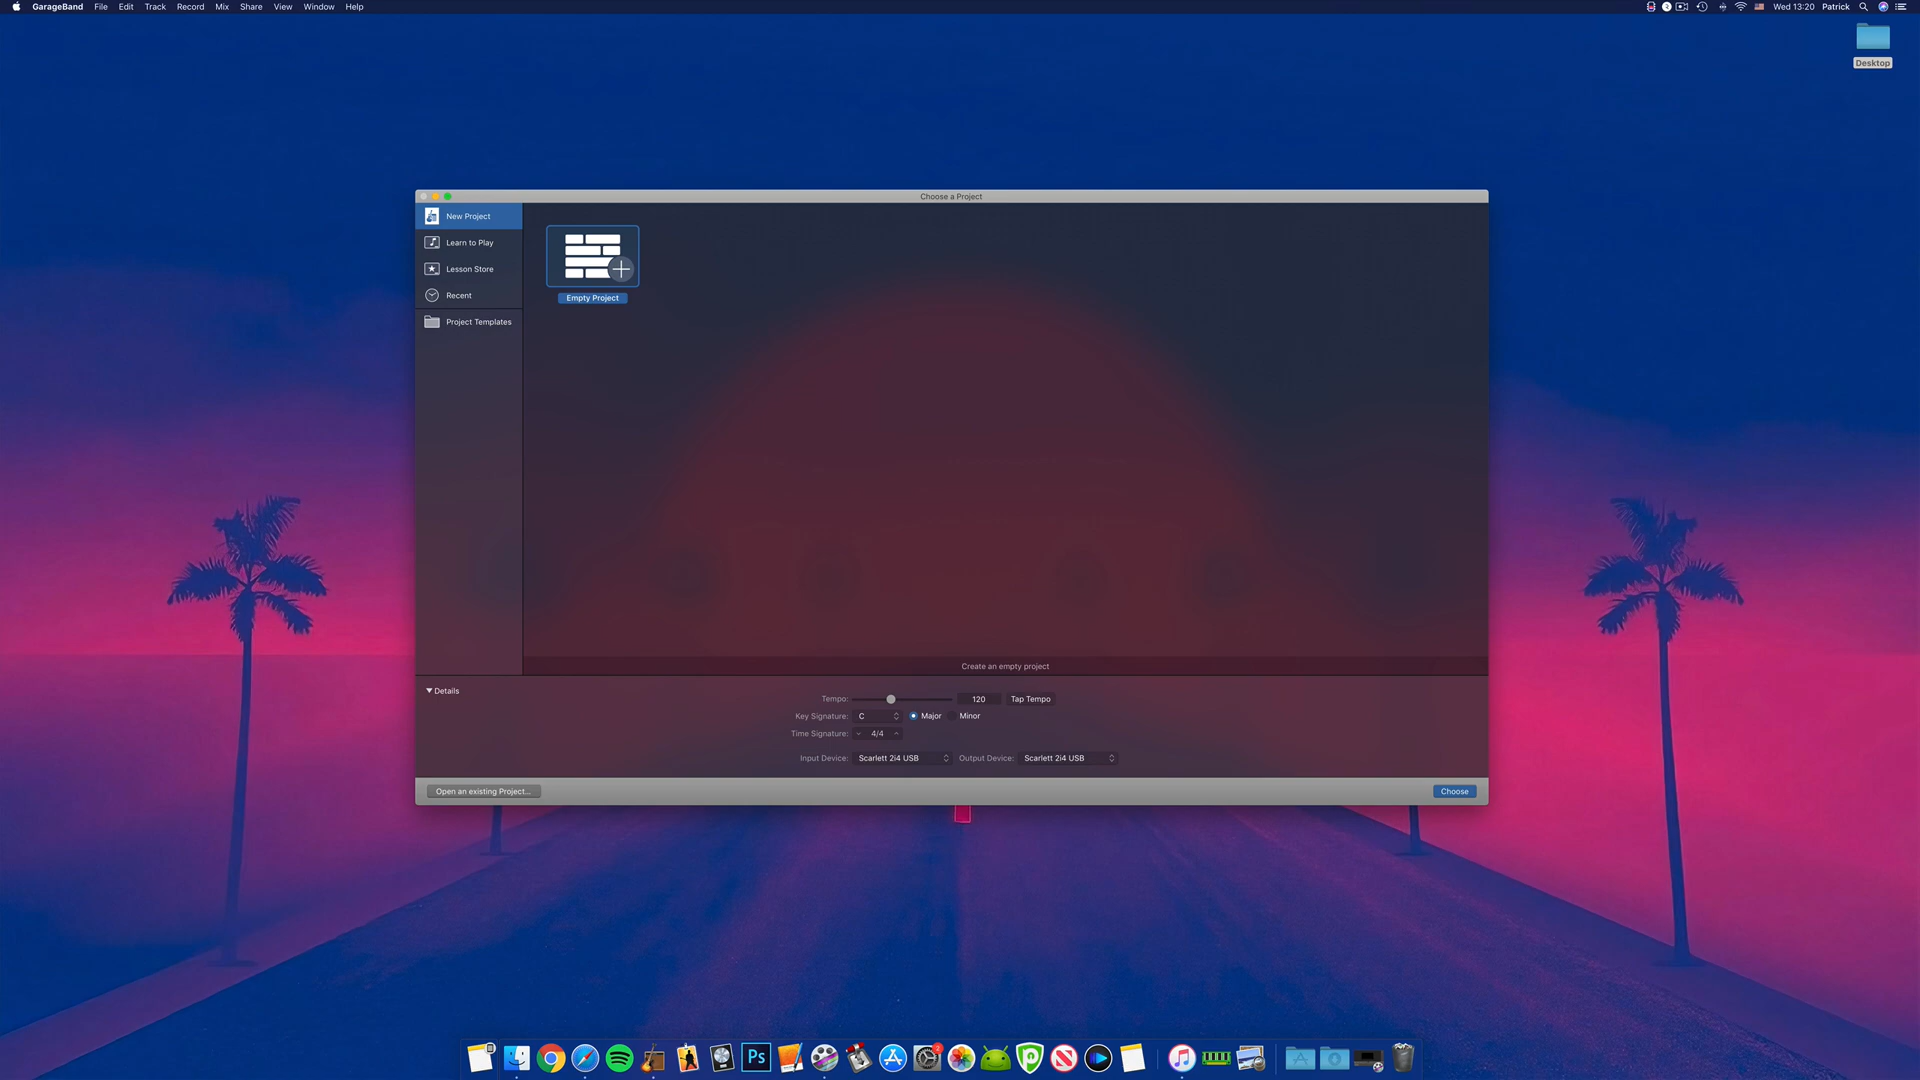 GarageBand File Edit Track Record Mix Share View Window Help
Wed 13:20 Patrick
Desktop
Choose a Project
New Project
Learn to Play
Lesson Store
Recent
Project Templates
Empty Project
Create an empty project
Details
Tempo: 120 Tap Tempo
Key Signature: C Major Minor
Time Signature: 4/4
Input Device: Scarlett 2i4 USB Output Device: Scarlett 2i4 USB
Open an existing Project... Choose
Ps